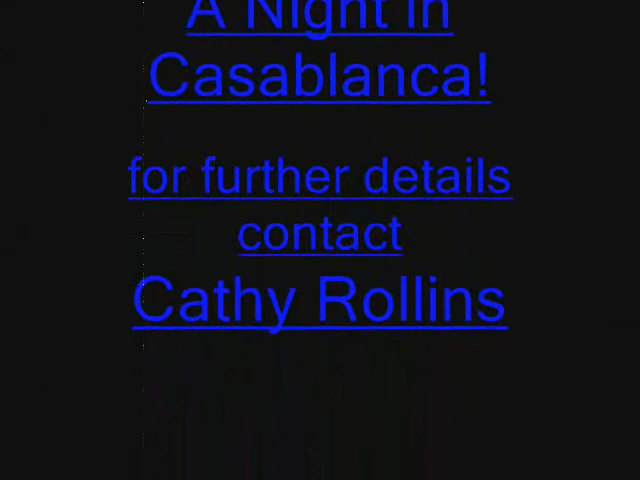 A Night in
Casablanca!
for further details
contact
Cathy Rollins